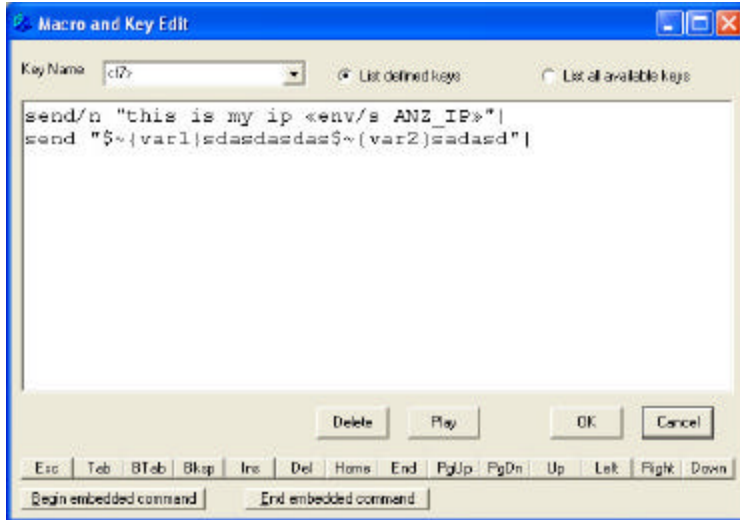 Macro and Key Edit
Key Name <f7> List defined keys List all available keys
send/n "this is my ip «env/s ANZ_IP»"|
send "$~{var1}sdasdasdas$~{var2}sadasd"|
Delete Play OK Cancel
Esc Tab BTab Bksp Ins Del Home End PgUp PgDn Up Left Right Down
Begin embedded command End embedded command